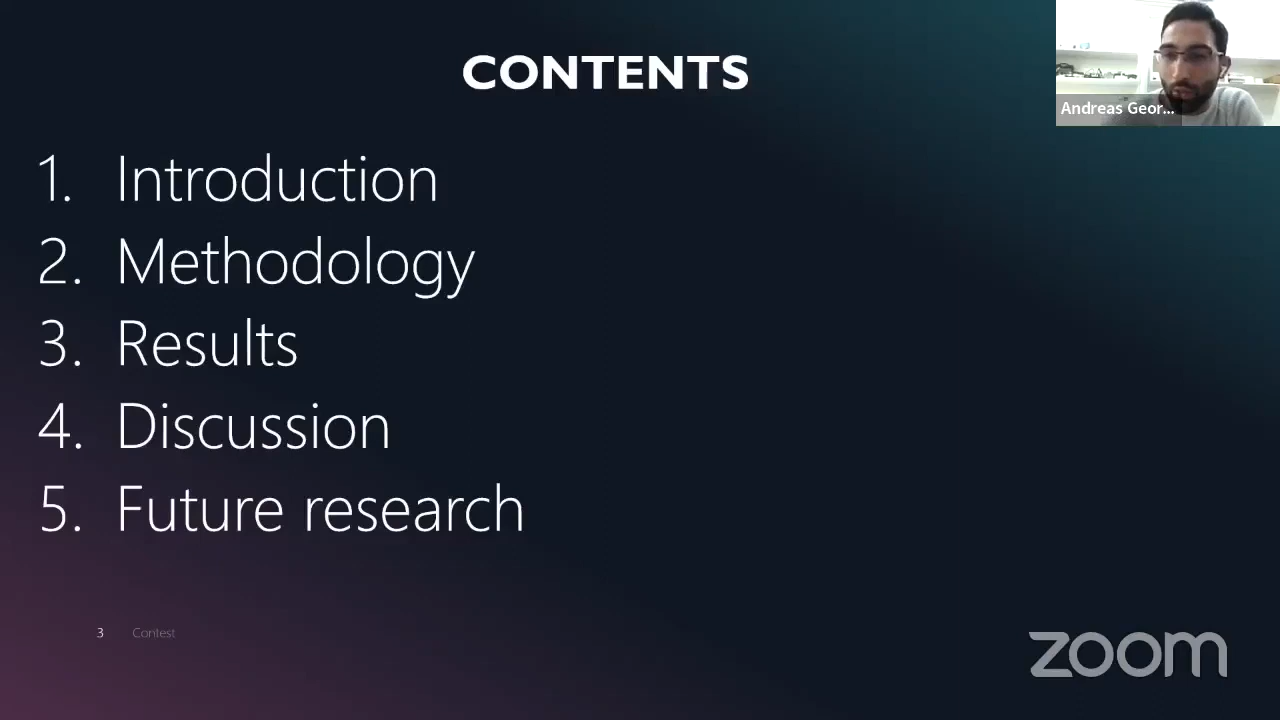 CONTENTS
Andreas Geor...
1. Introduction
2. Methodology
3. Results
4. Discussion
5. Future research
3 Contest
zoom